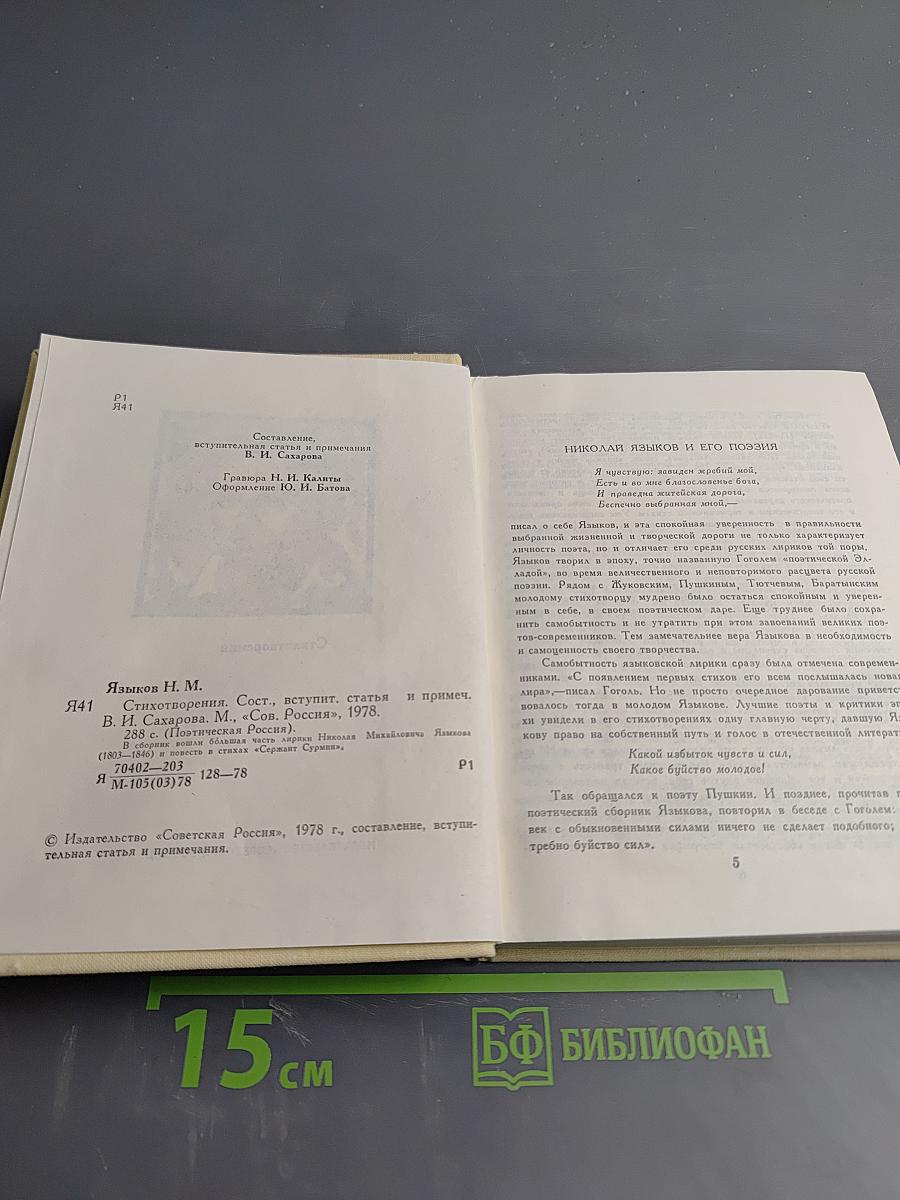 Р1
Я41
Составление,
вступительная статья и примечания
В. И. Сахарова
Гравюра Н. И. Калиты
Оформление Ю. И. Батова
Языков Н. М.
Я41 Стихотворения. Сост., вступит. статья и примеч.
В. И. Сахарова. М., «Сов. Россия», 1978.
288 с. (Поэтическая Россия).
В сборник вошли бо́льшая часть лирики Николая Михайловича Языкова
(1803—1846) и повесть в стихах «Сержант Сурмин».
Я 70402—203 / М-105(03)78 128—78
Р1
© Издательство «Советская Россия», 1978 г., составление, вступи-
тельная статья и примечания.
НИКОЛАЙ ЯЗЫКОВ И ЕГО ПОЭЗИЯ
Я чувствую: завиден жребий мой,
Есть и во мне благословенье бога,
И праведна житейская дорога,
Беспечно выбранная мной,—
писал о себе Языков, и эта спокойная уверенность в правильности
выбранной жизненной и творческой дороги не только характеризует
личность поэта, но и отличает его среди русских лириков той поры.
Языков творил в эпоху, точно названную Гоголем «поэтической Эл-
ладой», во время величественного и неповторимого расцвета русской
поэзии. Рядом с Жуковским, Пушкиным, Тютчевым, Баратынским
молодому стихотворцу мудрено было остаться спокойным и уверен-
ным в себе, в своем поэтическом даре. Еще труднее было сохра-
нить самобытность и не утратить при этом завоеваний великих поэ-
тов-современников. Тем замечательнее вера Языкова в необходимость
и самоценность своего творчества.
Самобытность языковской лирики сразу была отмечена современ-
никами. «С появлением первых стихов его всем послышалась новая
лира»,—писал Гоголь. Но не просто очередное дарование приветст
вовалось тогда в молодом Языкове. Лучшие поэты и критики эп
хи увидели в его стихотворениях одну главную черту, давшую Яз
кову право на собственный путь и голос в отечественной литерат
Какой избыток чувств и сил,
Какое буйство молодое!
Так обращался к поэту Пушкин. И позднее, прочитав п
поэтический сборник Языкова, повторил в беседе с Гоголем:
век с обыкновенными силами ничего не сделает подобного;
требно буйство сил».
5
15 см
БФ БИБЛИОФАН